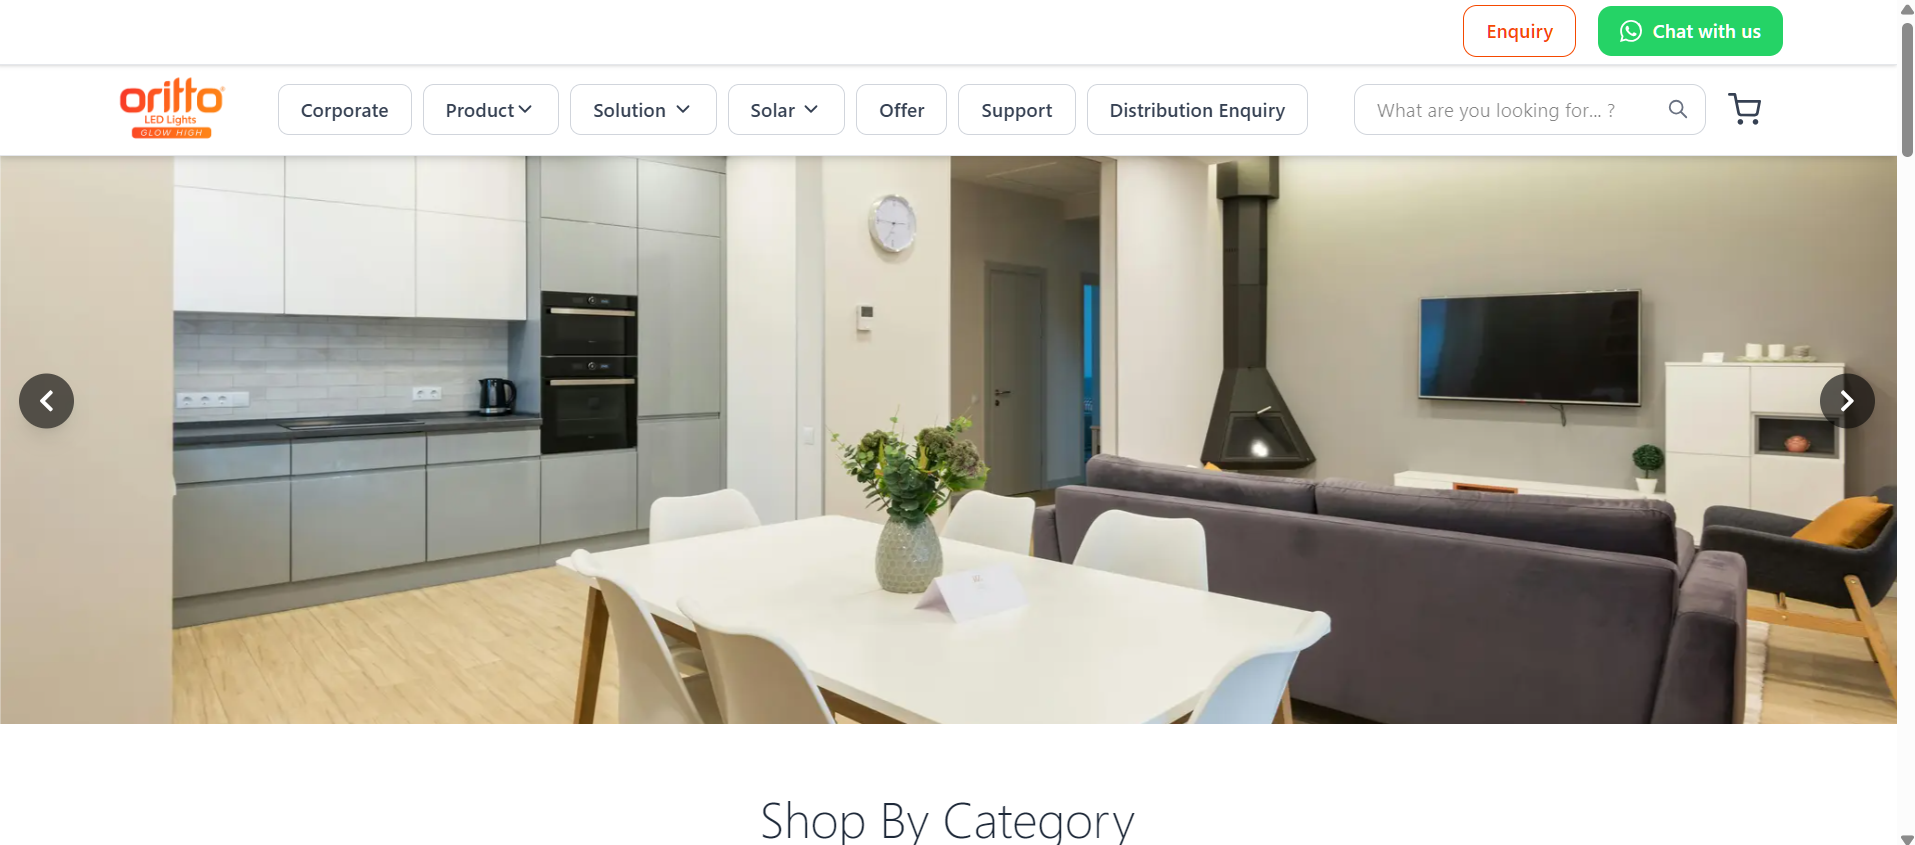 Enquiry
Chat with us
oritto
LED Lights
GLOW HIGH
Corporate
Product
Solution
Solar
Offer
Support
Distribution Enquiry
What are you looking for... ?
Shop By Category